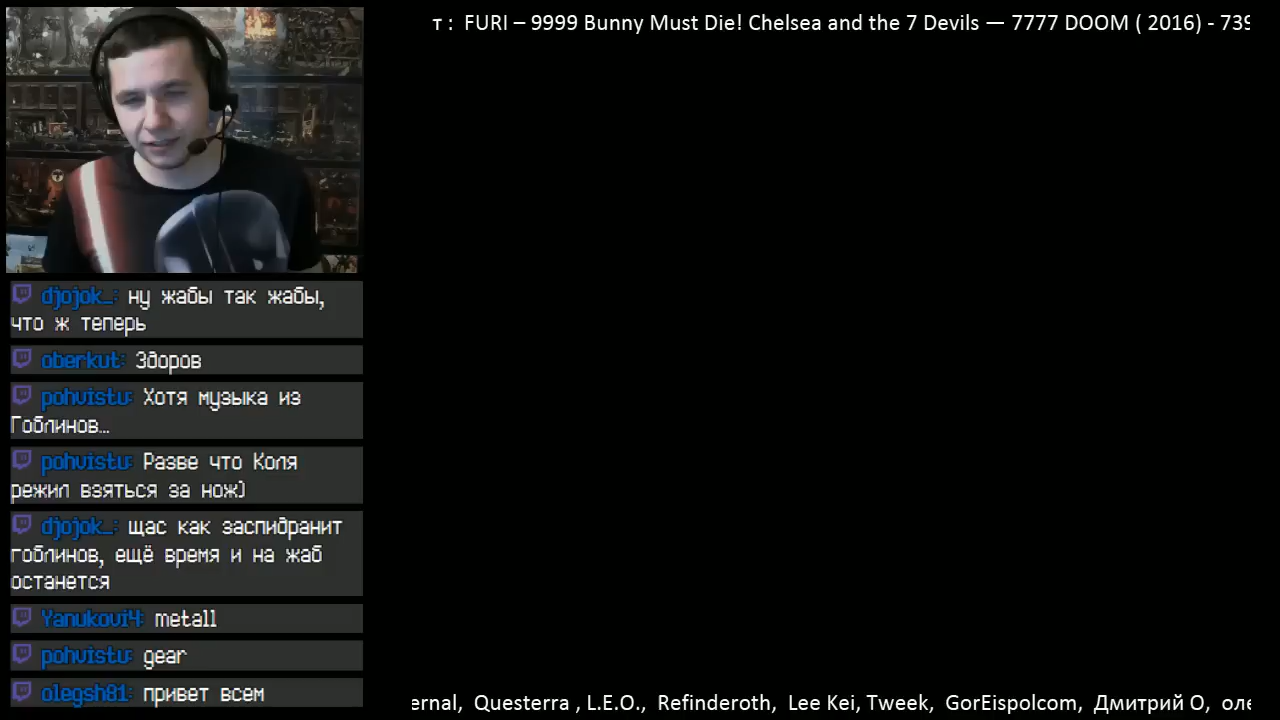 т : FURI – 9999 Bunny Must Die! Chelsea and the 7 Devils — 7777 DOOM ( 2016) - 739
djojok_: ну жабы так жабы,
что ж теперь
oberkut: Здоров
pohvistu: Хотя музыка из
Гоблинов…
pohvistu: Разве что Коля
режил взяться за нож)
djojok_: щас как заспидранит
гоблинов, ещё время и на жаб
останется
Yanukovi4: metall
pohvistu: gear
olegsh81: привет всем
ernal, Questerra , L.E.O., Refinderoth, Lee Kei, Tweek, GorEispolcom, Дмитрий О, оле